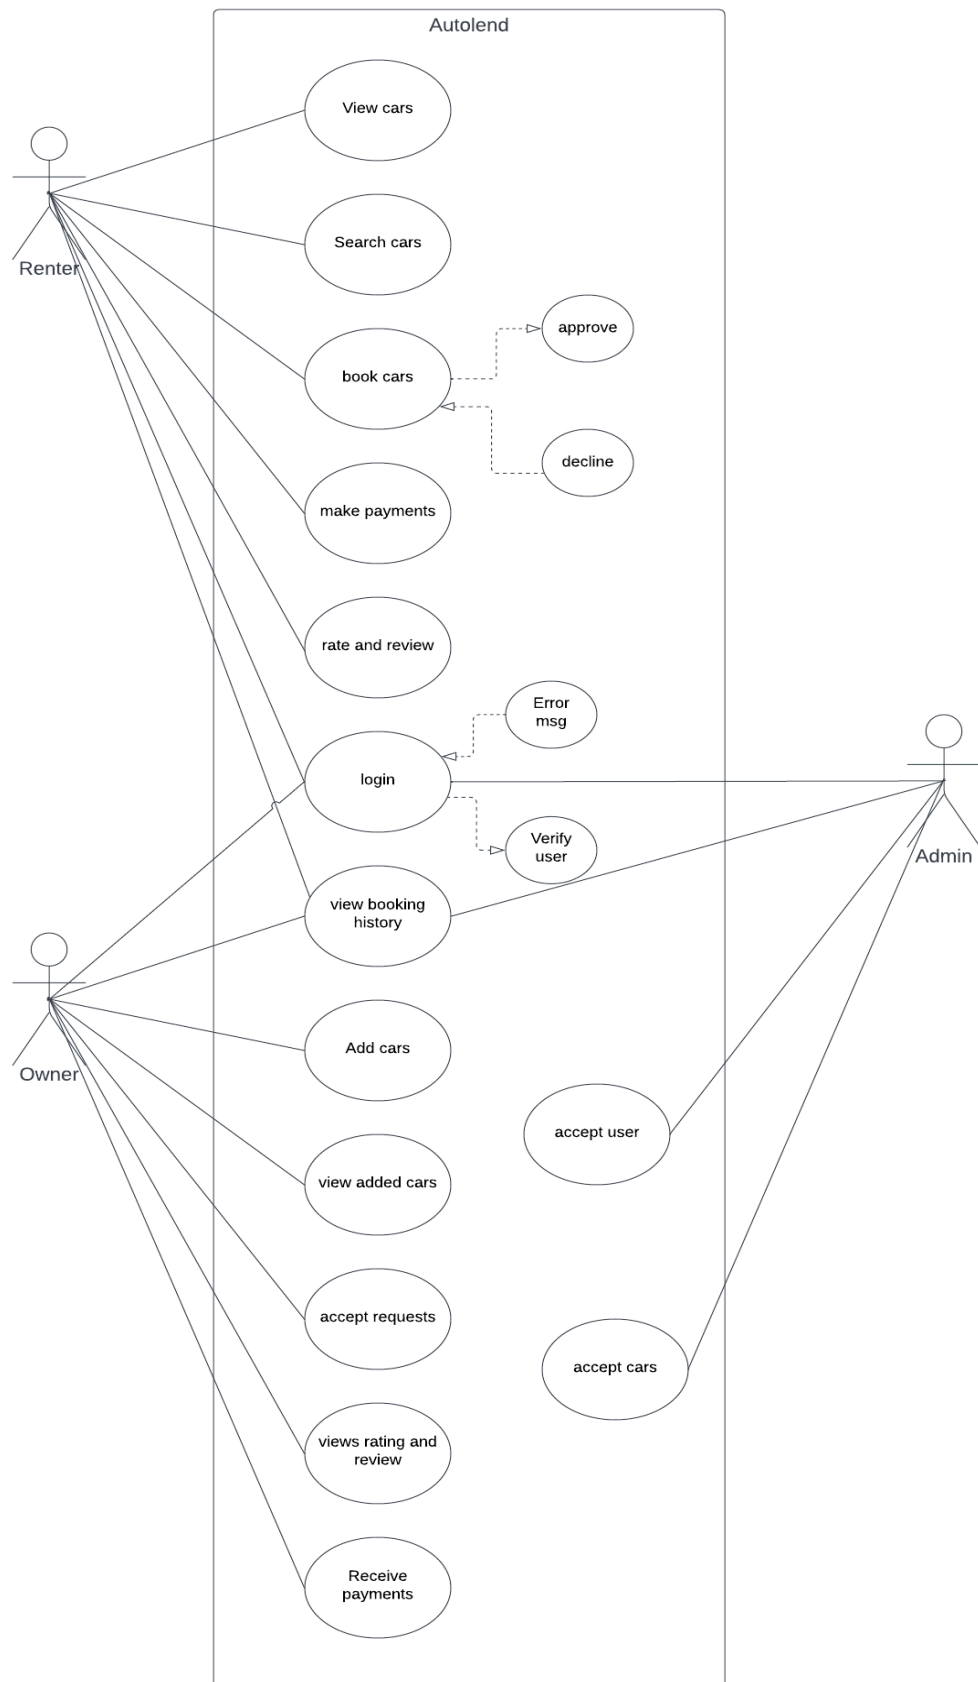 Autolend
View cars
Renter
Search cars
approve
book cars
decline
make payments
rate and review
Error
msg
login
Verify
user
Admin
view booking
history
Owner
Add cars
accept user
view added cars
accept requests
accept cars
views rating and
review
Receive
payments